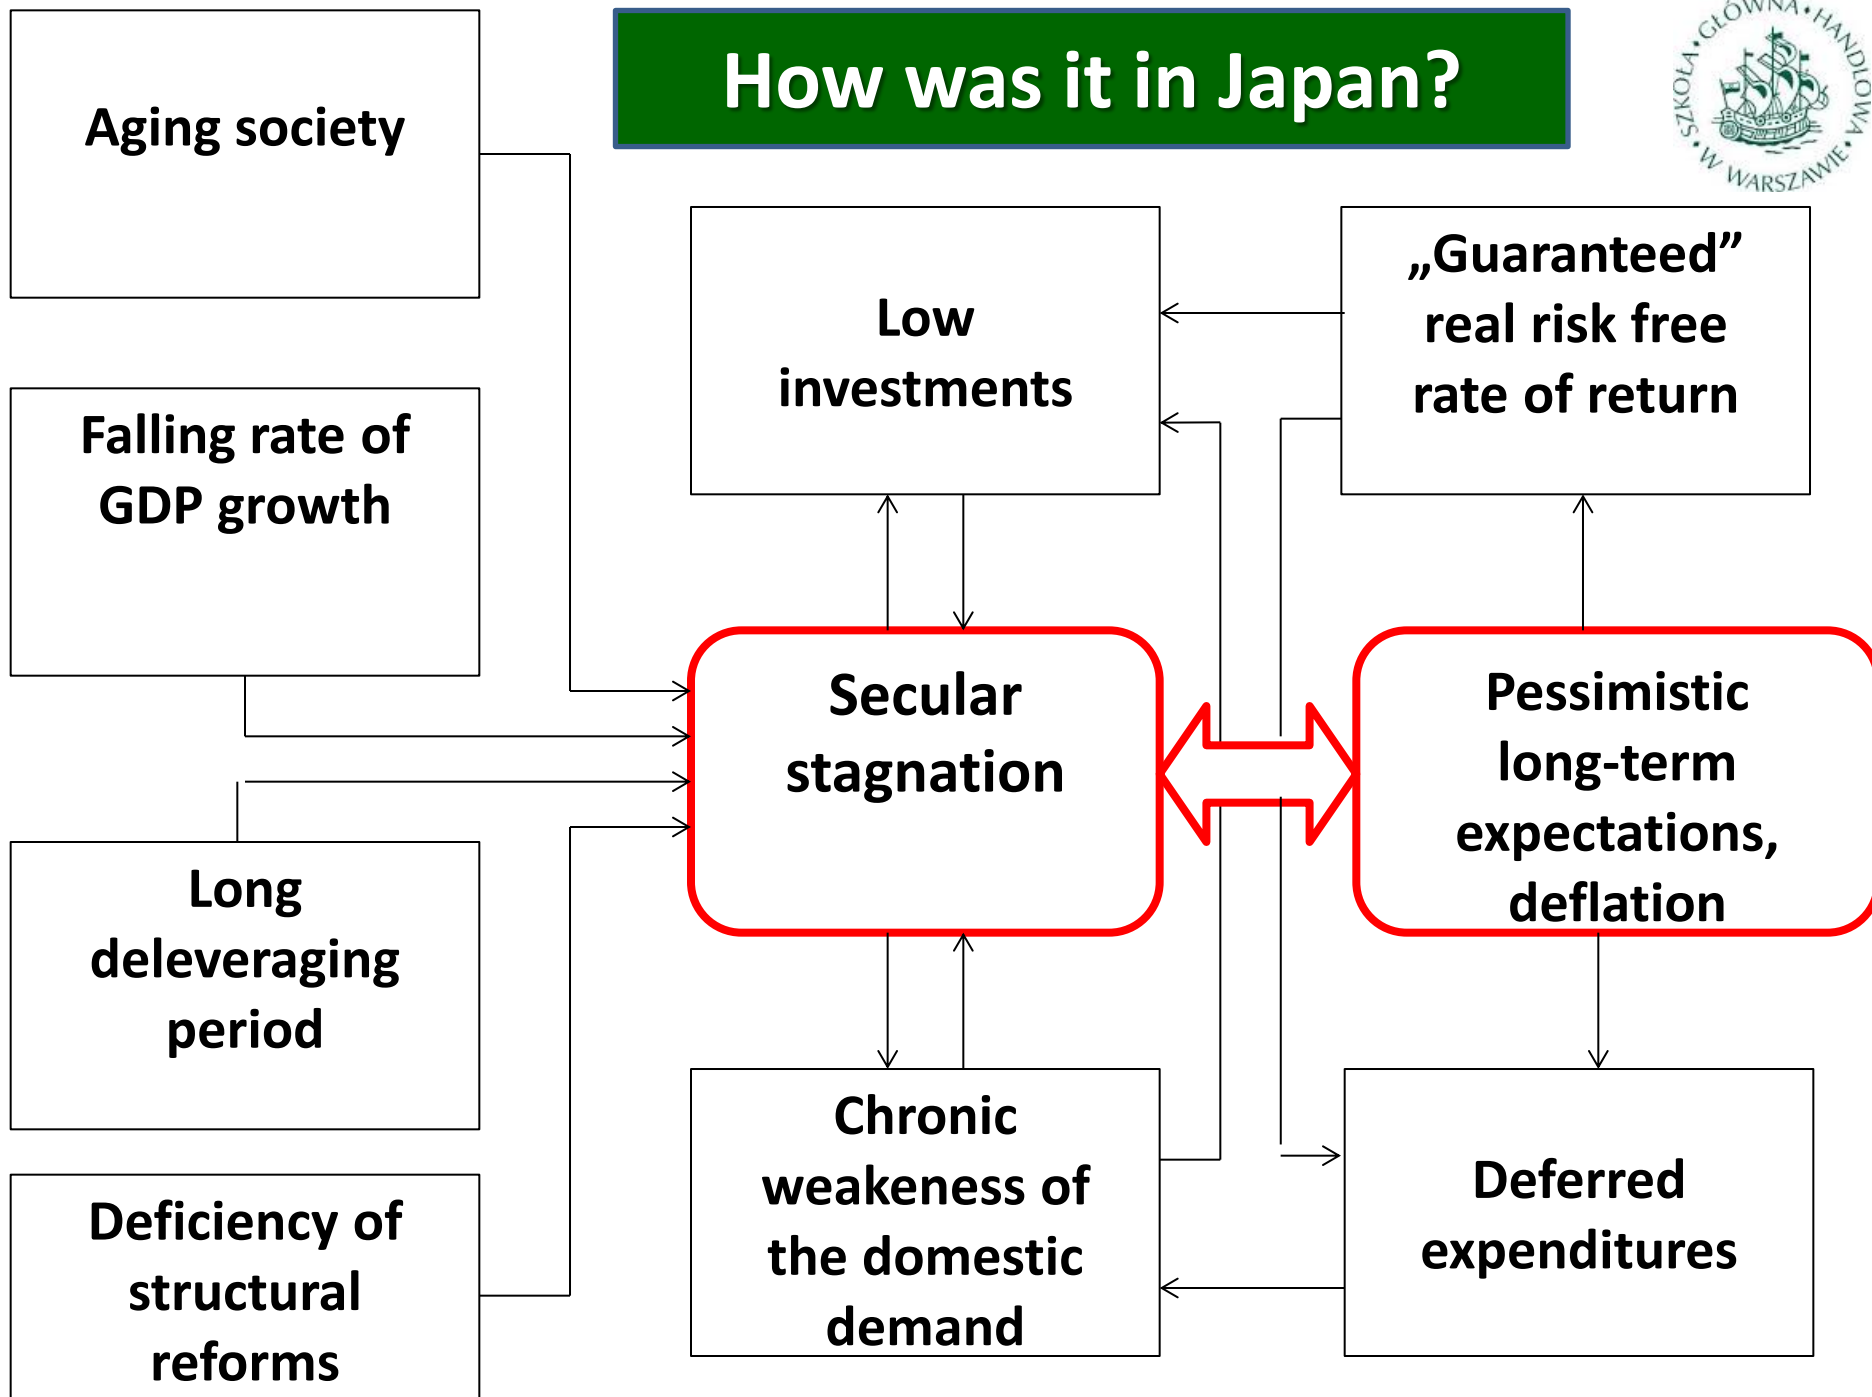 How was it in Japan?
SZKOŁA • GŁÓWNA • HANDLOWA • W WARSZAWIE •
Aging society
Falling rate of
GDP growth
Long
deleveraging
period
Deficiency of
structural
reforms
Low
investments
„Guaranteed”
real risk free
rate of return
Secular
stagnation
Pessimistic
long-term
expectations,
deflation
Chronic
weakeness of
the domestic
demand
Deferred
expenditures